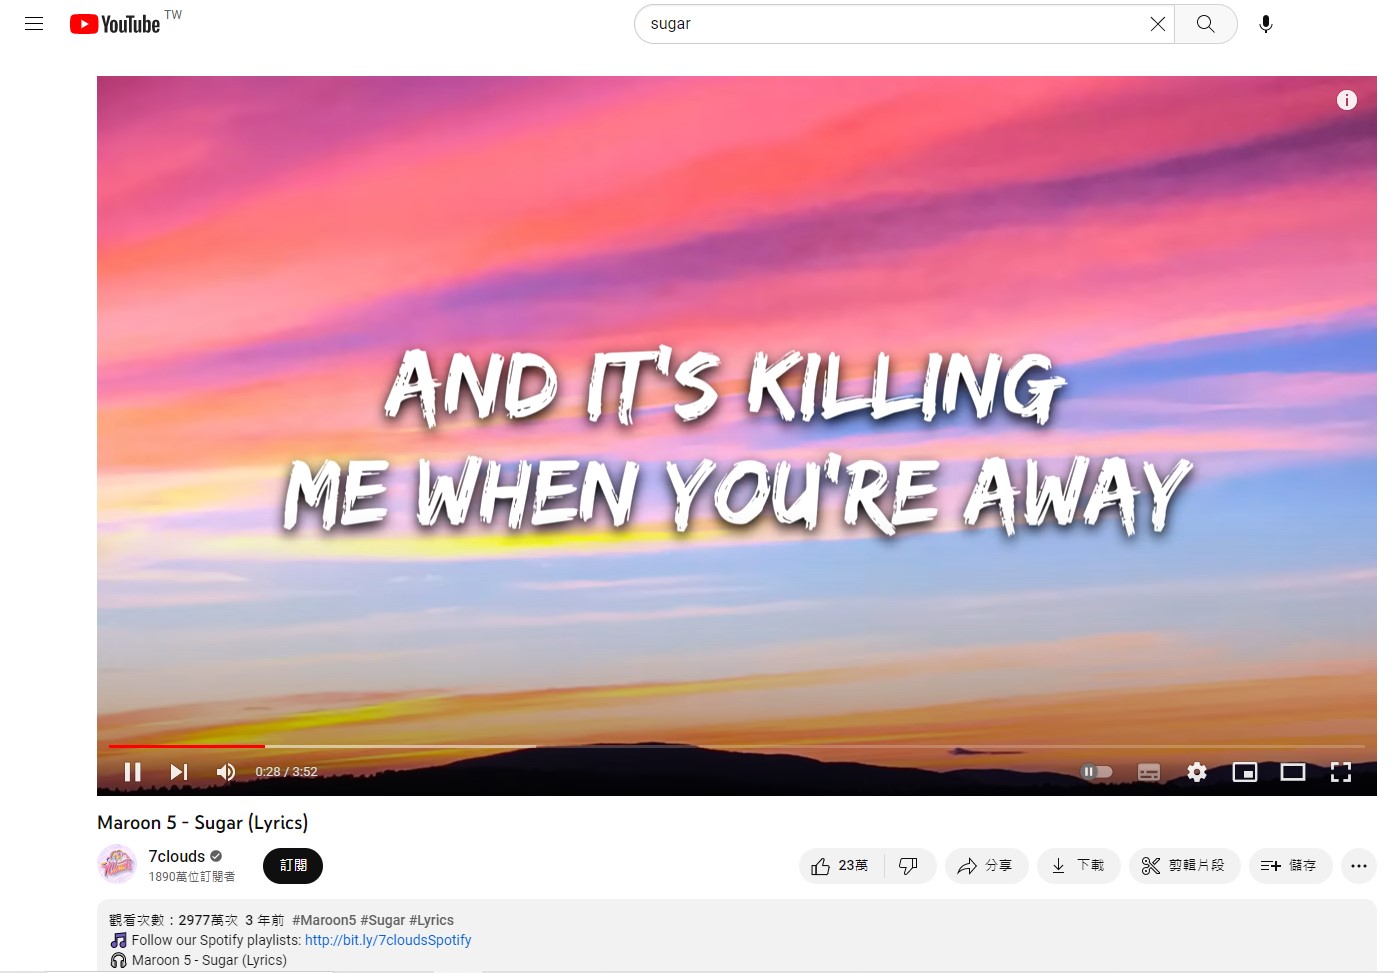 YouTube TW
sugar
AND IT'S KILLING
ME WHEN YOU'RE AWAY
0:28 / 3:52
Maroon 5 - Sugar (Lyrics)
7clouds
1890萬位訂閱者
訂閱
23萬
分享
下載
剪輯片段
儲存
觀看次數：2977萬次 3 年前 #Maroon5 #Sugar #Lyrics
🎵 Follow our Spotify playlists: http://bit.ly/7cloudsSpotify
🎧 Maroon 5 - Sugar (Lyrics)